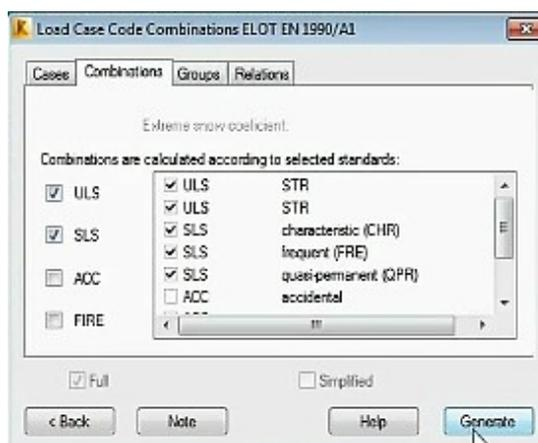 Load Case Code Combinations ELOT EN 1990/A1
Cases Combinations Groups Relations
Extreme snow coeficient:
Combinations are calculated according to selected standards:
ULS
SLS
ACC
FIRE
ULS STR
ULS STR
SLS characteristic (CHR)
SLS frequent (FRE)
SLS quasi-permanent (QPR)
ACC accidental
Full Simplified
< Back Note Help Generate